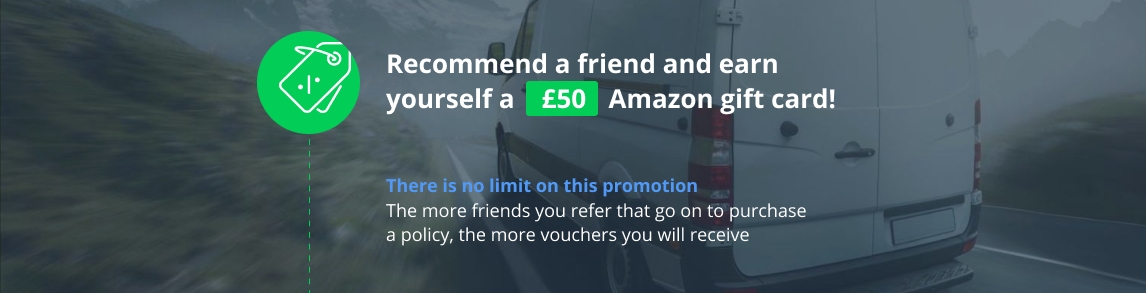 Recommend a friend and earn
yourself a £50 Amazon gift card!
There is no limit on this promotion
The more friends you refer that go on to purchase
a policy, the more vouchers you will receive